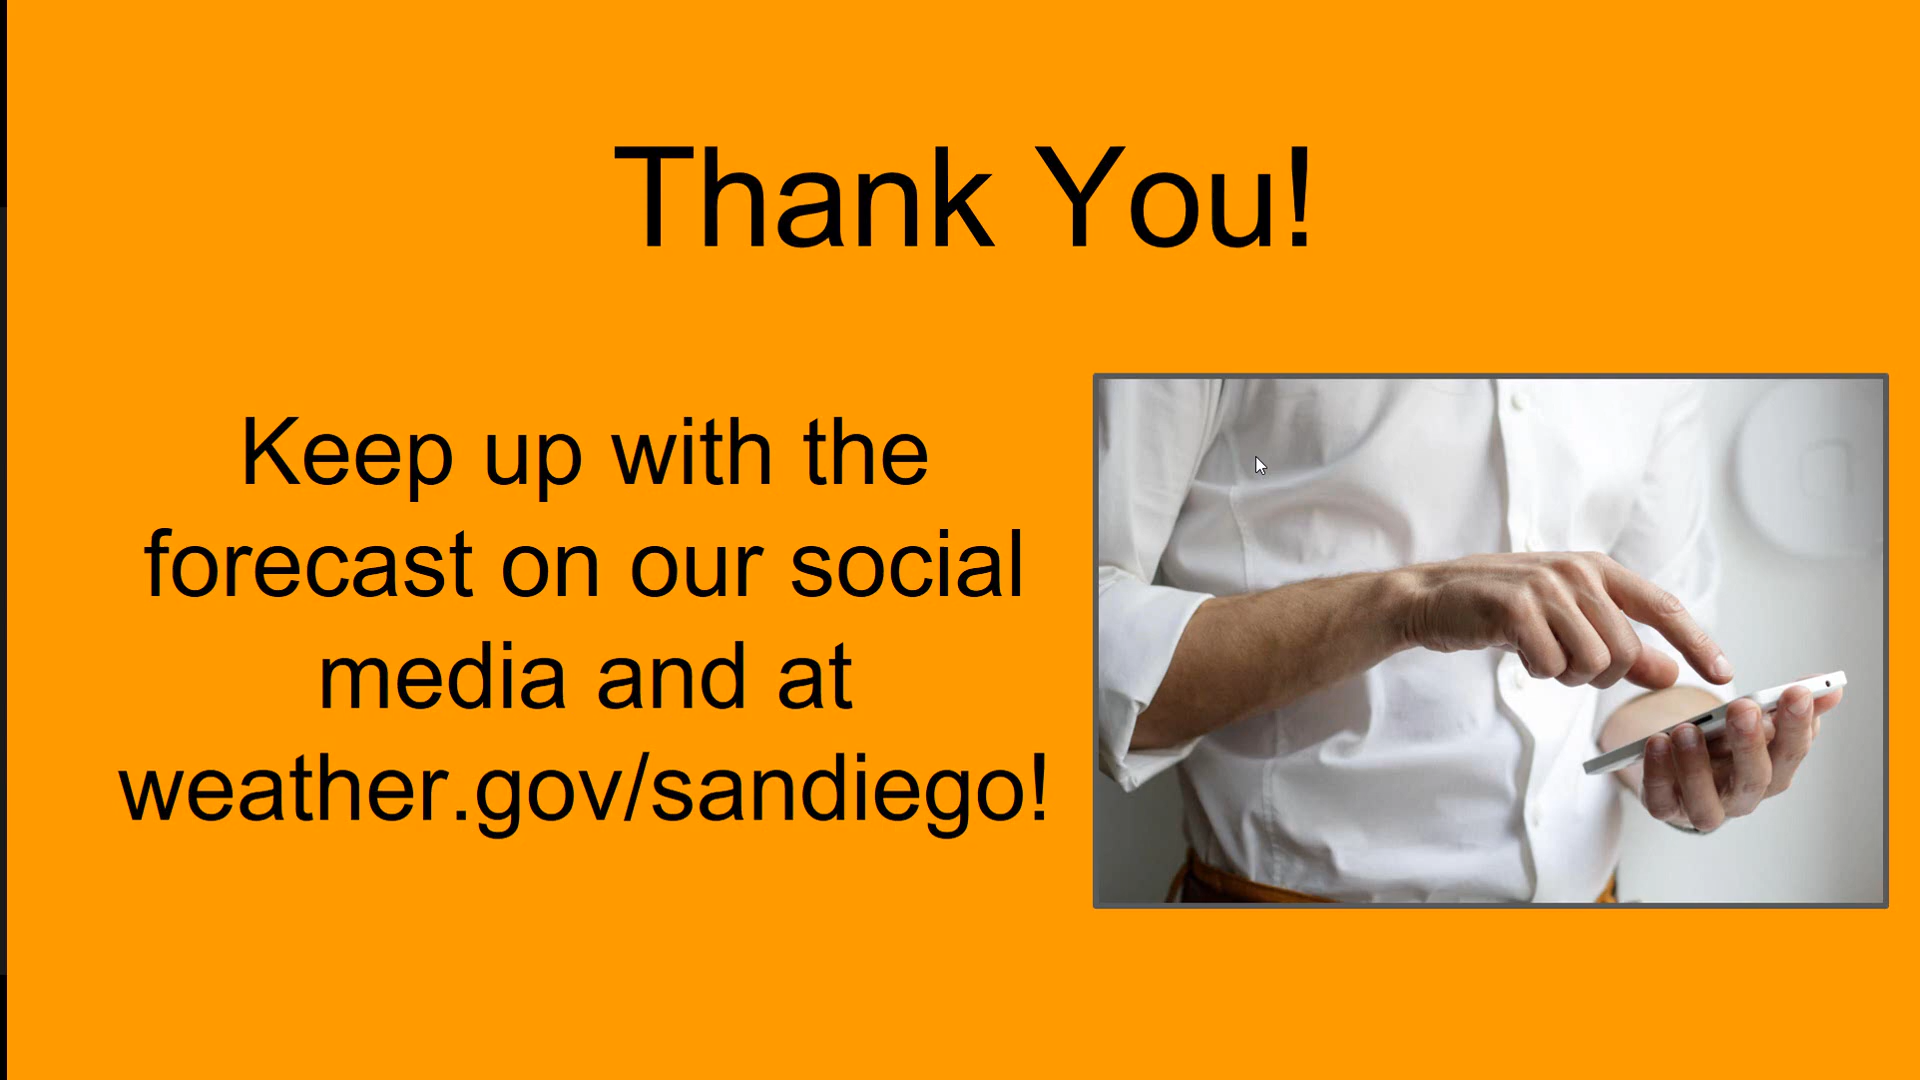 Thank You!
Keep up with the
forecast on our social
media and at
weather.gov/sandiego!